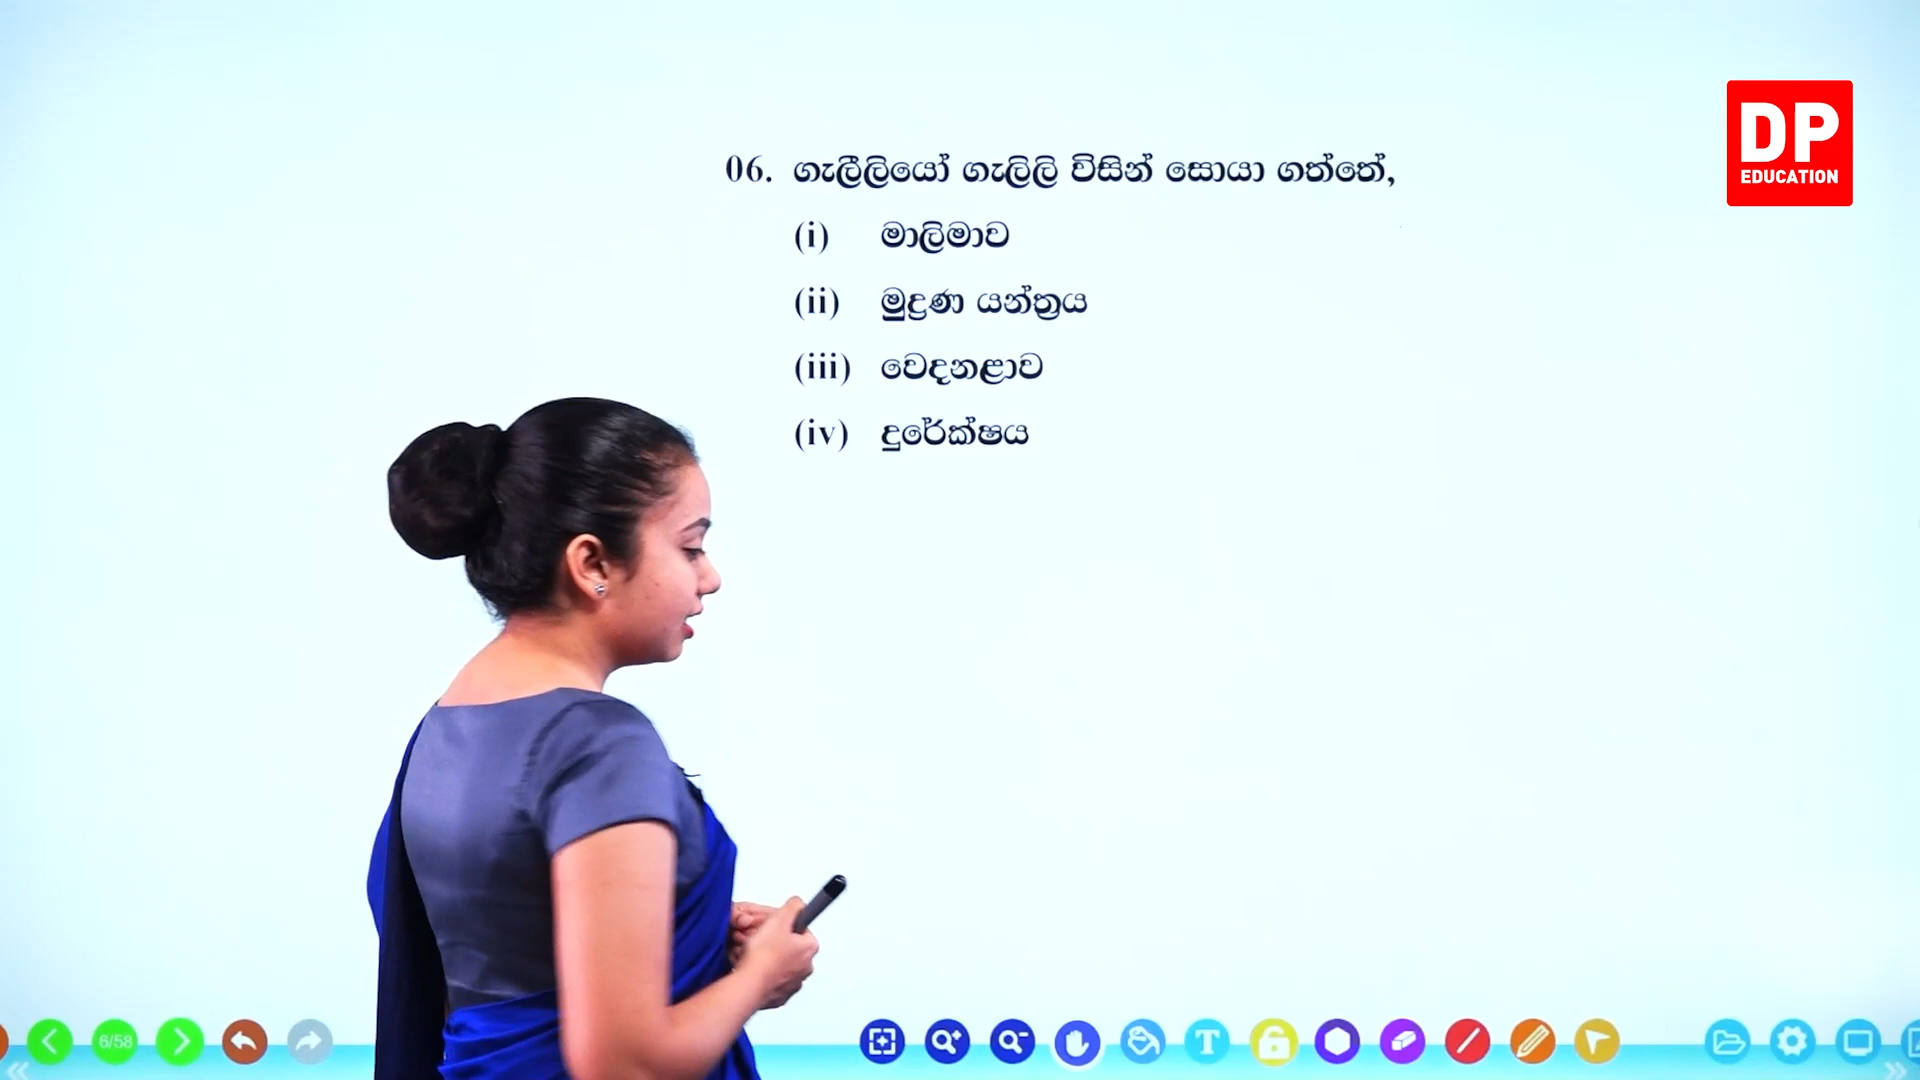 DP
EDUCATION
06. ගැලීලියෝ ගැලිලි විසින් සොයා ගත්තේ,
(i) මාලිමාව
(ii) මුද්‍රණ යන්ත්‍රය
(iii) වෙදනළාව
(iv) දුරේක්ෂය
6/58
T